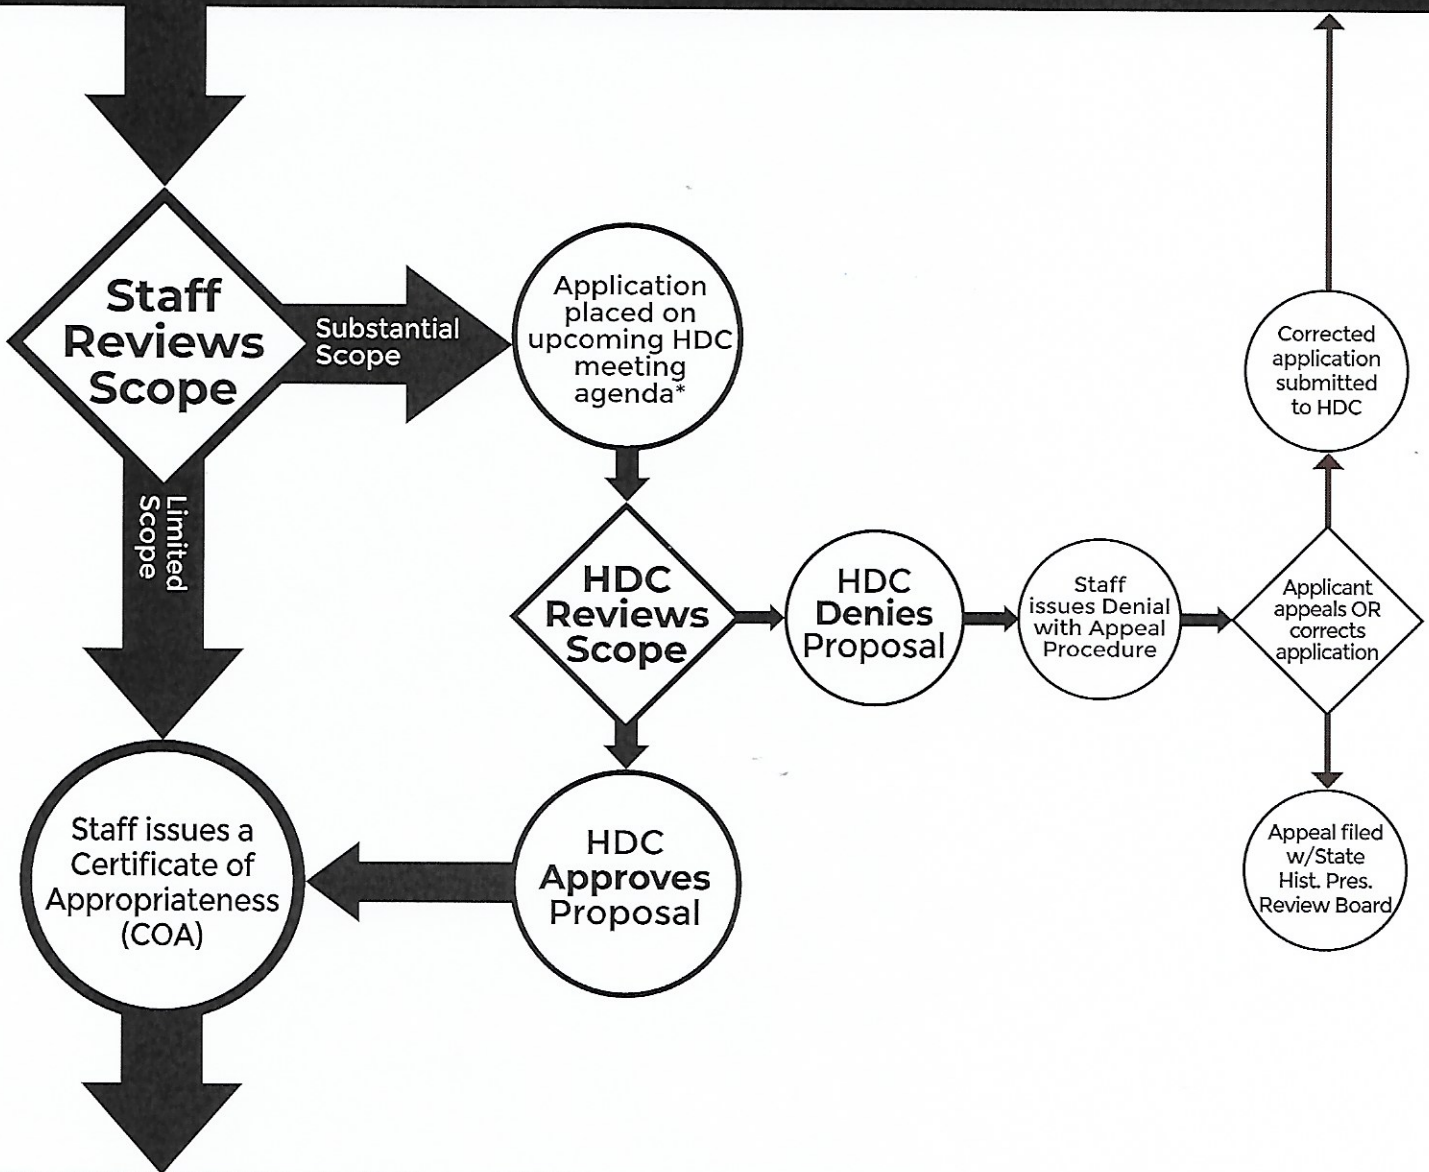 Staff
Reviews
Scope
Substantial
Scope
Application
placed on
upcoming HDC
meeting
agenda*
Limited
Scope
HDC
Reviews
Scope
HDC
Denies
Proposal
Staff
issues Denial
with Appeal
Procedure
Applicant
appeals OR
corrects
application
Corrected
application
submitted
to HDC
Appeal filed
w/State
Hist. Pres.
Review Board
HDC
Approves
Proposal
Staff issues a
Certificate of
Appropriateness
(COA)